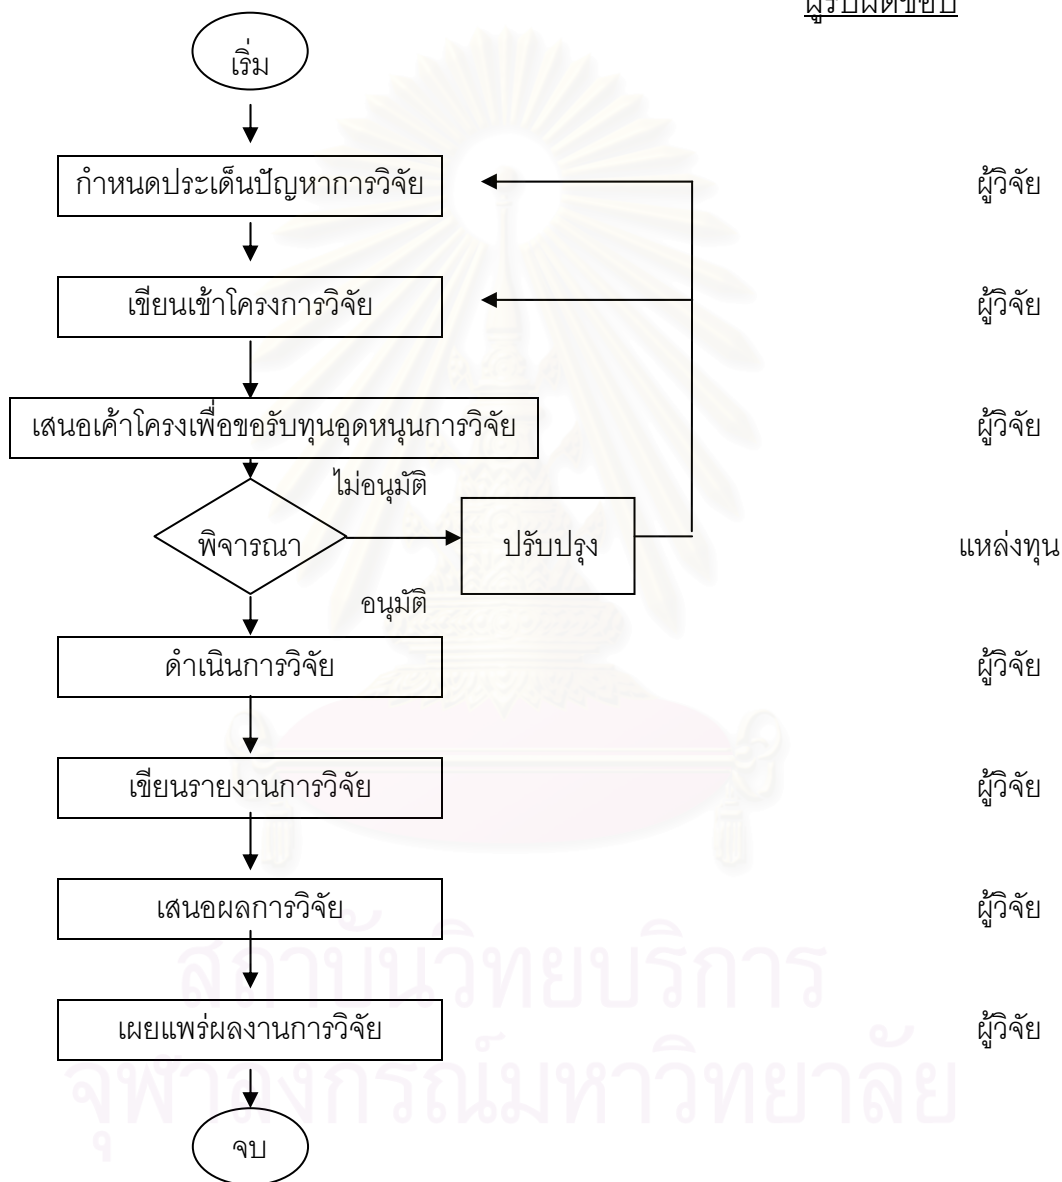 ผู้รับผิดชอบ
เริ่ม
กำหนดประเด็นปัญหาการวิจัย ผู้วิจัย
เขียนเข้าโครงการวิจัย ผู้วิจัย
เสนอเค้าโครงเพื่อขอรับทุนอุดหนุนการวิจัย ผู้วิจัย
ไม่อนุมัติ
พิจารณา ปรับปรุง แหล่งทุน
อนุมัติ
ดำเนินการวิจัย ผู้วิจัย
เขียนรายงานการวิจัย ผู้วิจัย
เสนอผลการวิจัย ผู้วิจัย
สถาบันวิทยบริการ
เผยแพร่ผลงานการวิจัย ผู้วิจัย
จุฬาลงกรณ์มหาวิทยาลัย
จบ